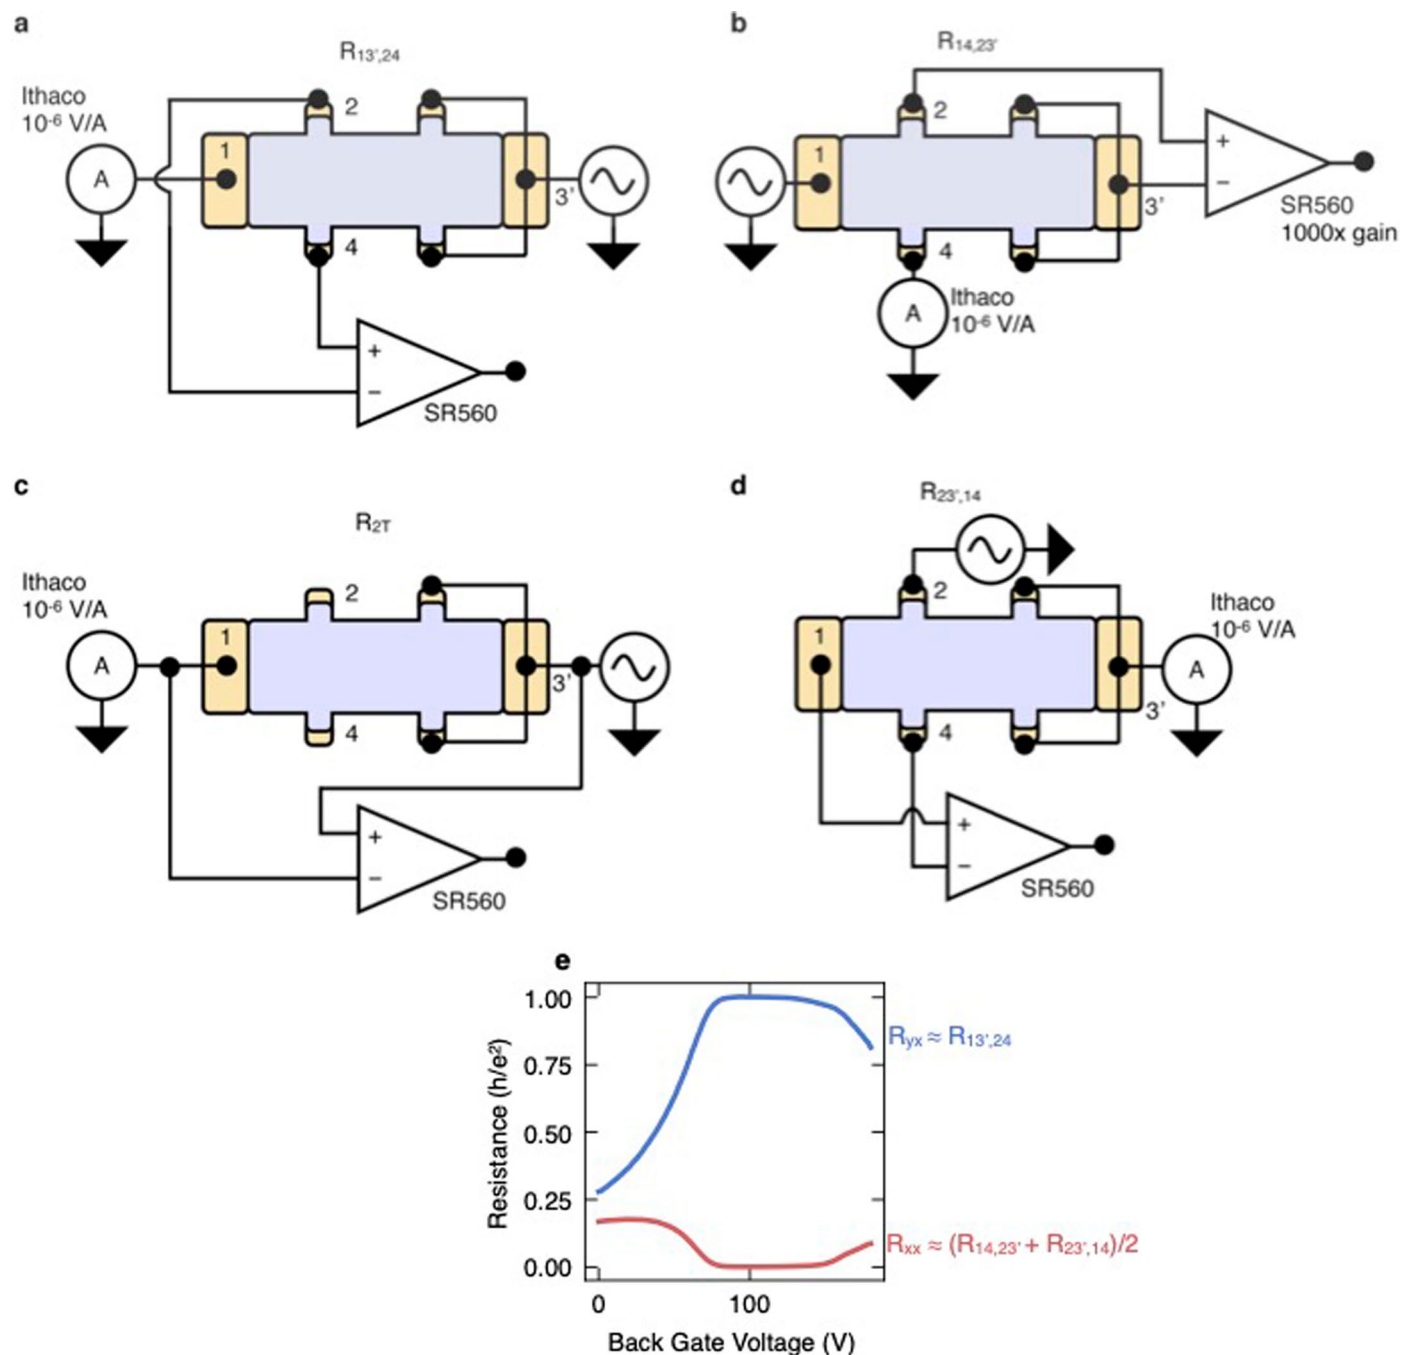 a
R13',24
Ithaco
10-6 V/A
A
1
2
3'
4
+
−
SR560
b
R14,23'
1
2
3'
4
A
Ithaco
10-6 V/A
+
−
SR560
1000x gain
c
R2T
Ithaco
10-6 V/A
A
1
2
3'
4
+
−
SR560
d
R23',14
1
2
3'
4
Ithaco
10-6 V/A
A
+
−
SR560
e
Resistance (h/e²)
1.00
0.75
0.50
0.25
0.00
Ryx ≈ R13',24
Rxx ≈ (R14,23' + R23',14)/2
0
100
Back Gate Voltage (V)